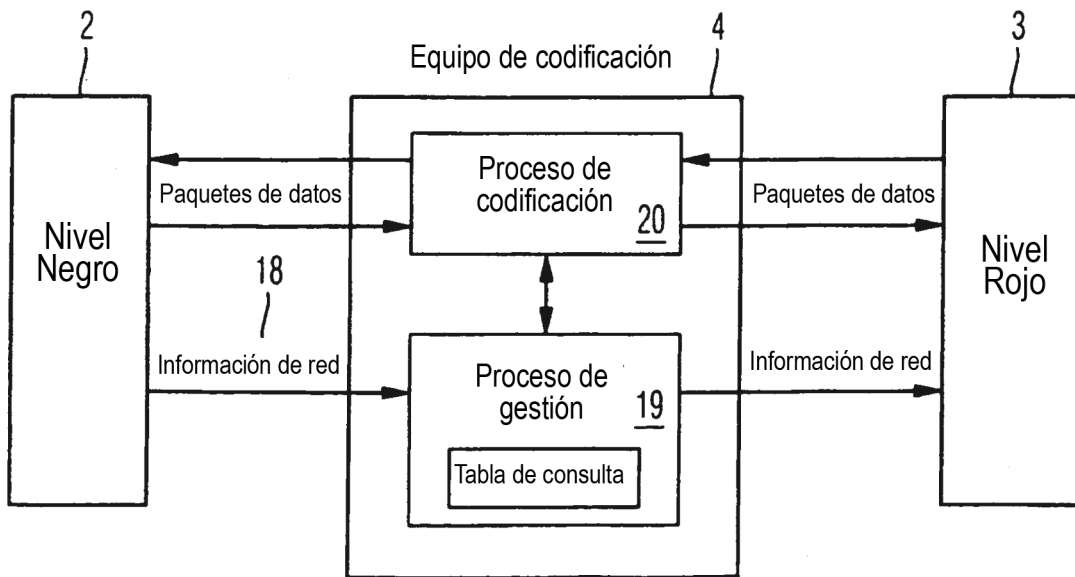 2
Equipo de codificación
4
3
Nivel
Negro
Paquetes de datos
Proceso de
codificación
20
Paquetes de datos
Nivel
Rojo
18
Información de red
Proceso de
gestión
19
Tabla de consulta
Información de red